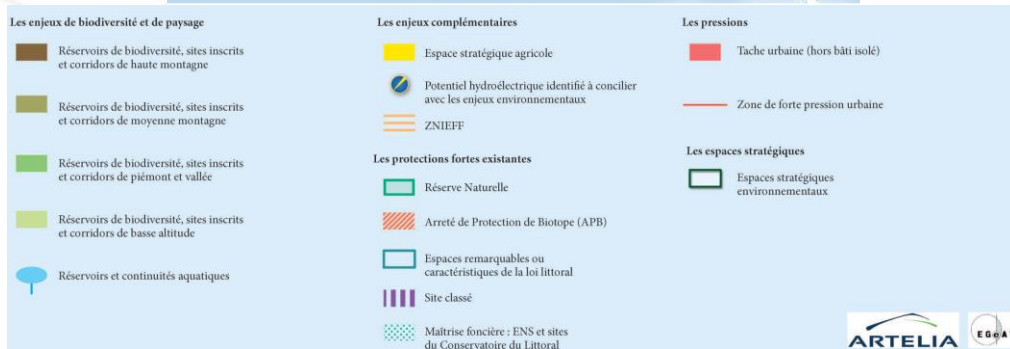 Les enjeux de biodiversité et de paysage
Réservoirs de biodiversité, sites inscrits
et corridors de haute montagne
Réservoirs de biodiversité, sites inscrits
et corridors de moyenne montagne
Réservoirs de biodiversité, sites inscrits
et corridors de piémont et vallée
Réservoirs de biodiversité, sites inscrits
et corridors de basse altitude
Réservoirs et continuités aquatiques
Les enjeux complémentaires
Espace stratégique agricole
Potentiel hydroélectrique identifié à concilier
avec les enjeux environnementaux
ZNIEFF
Les protections fortes existantes
Réserve Naturelle
Arreté de Protection de Biotope (APB)
Espaces remarquables ou
caractéristiques de la loi littoral
Site classé
Maîtrise foncière : ENS et sites
du Conservatoire du Littoral
Les pressions
Tache urbaine (hors bâti isolé)
Zone de forte pression urbaine
Les espaces stratégiques
Espaces stratégiques
environnementaux
ARTELIA